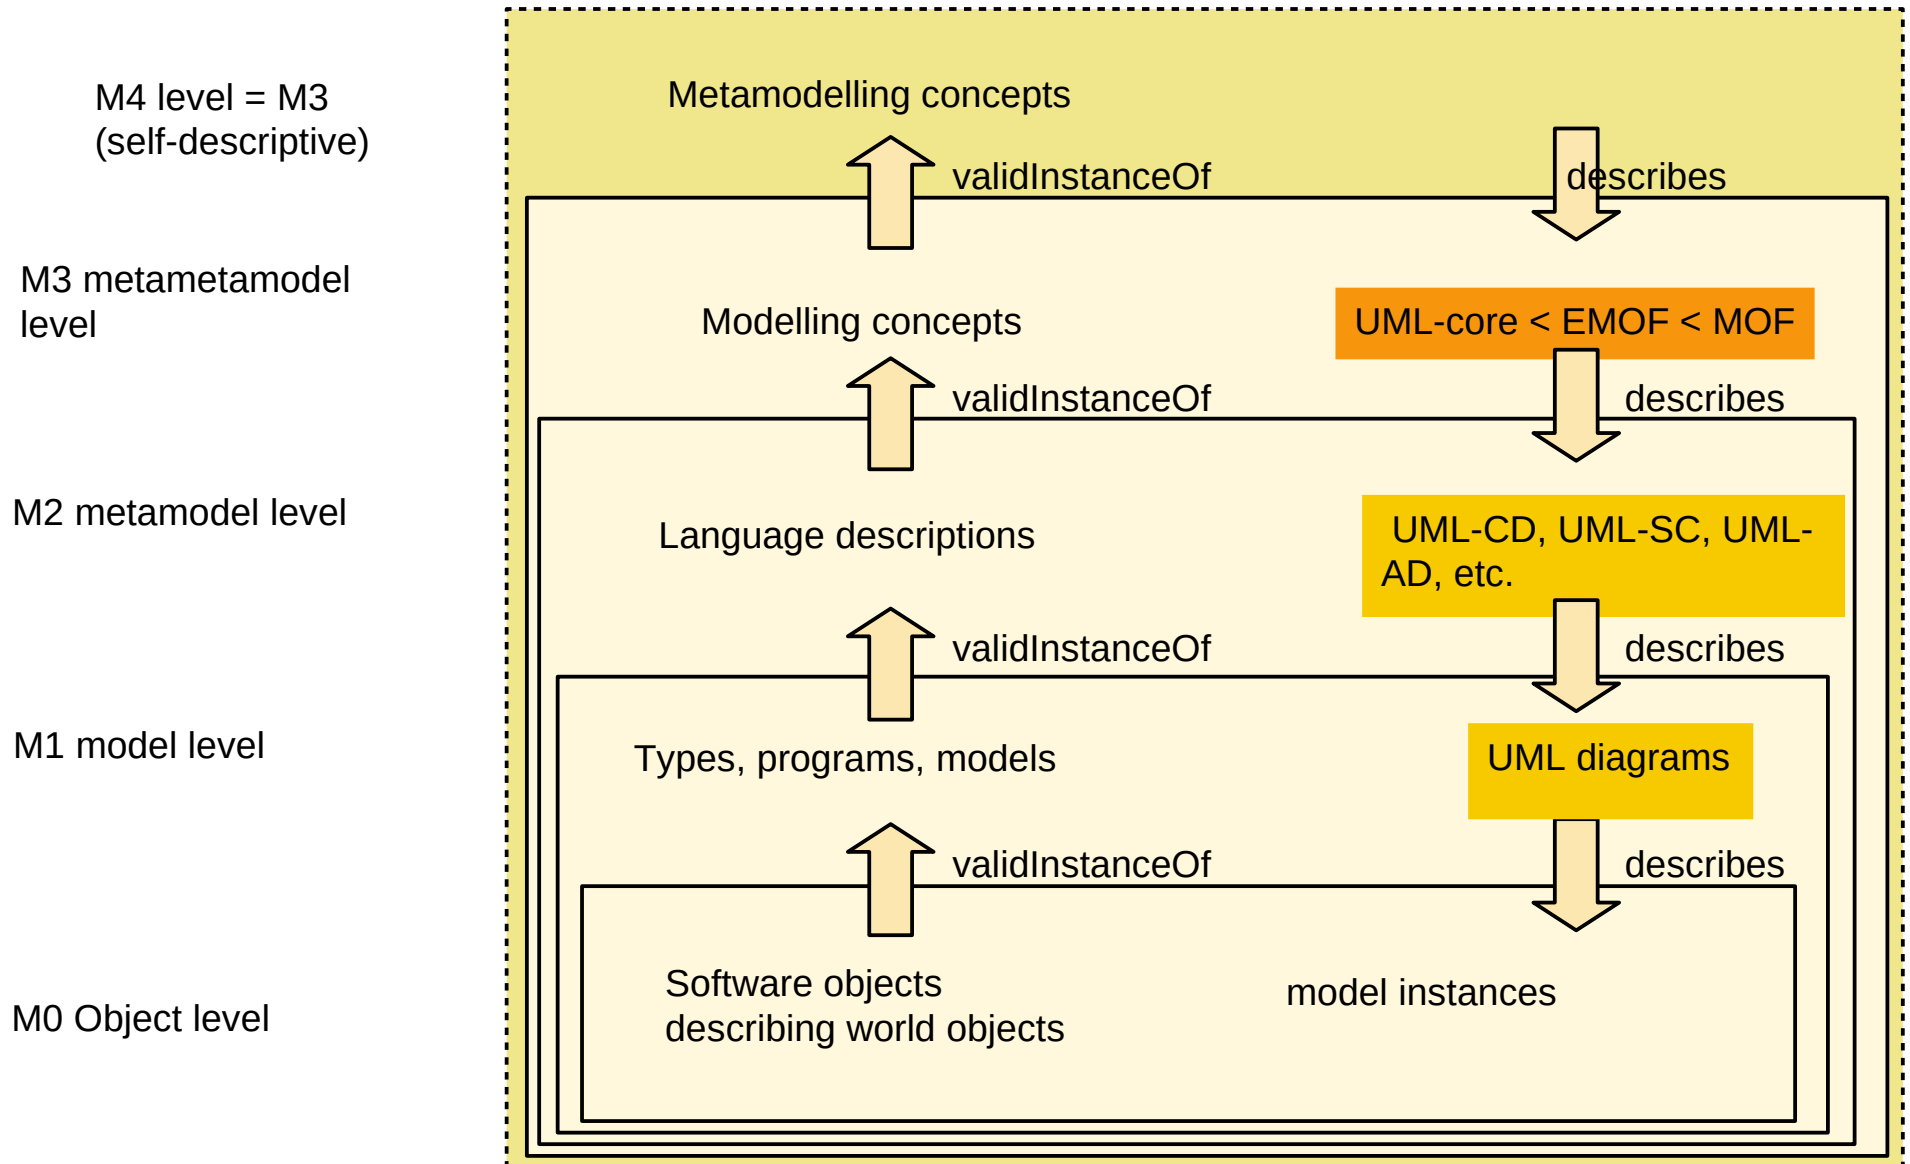 M4 level = M3
(self-descriptive)
Metamodelling concepts
validInstanceOf
describes
M3 metametamodel
level
Modelling concepts
UML-core < EMOF < MOF
validInstanceOf
describes
M2 metamodel level
Language descriptions
UML-CD, UML-SC, UML-
AD, etc.
validInstanceOf
describes
M1 model level
Types, programs, models
UML diagrams
validInstanceOf
describes
M0 Object level
Software objects
describing world objects
model instances